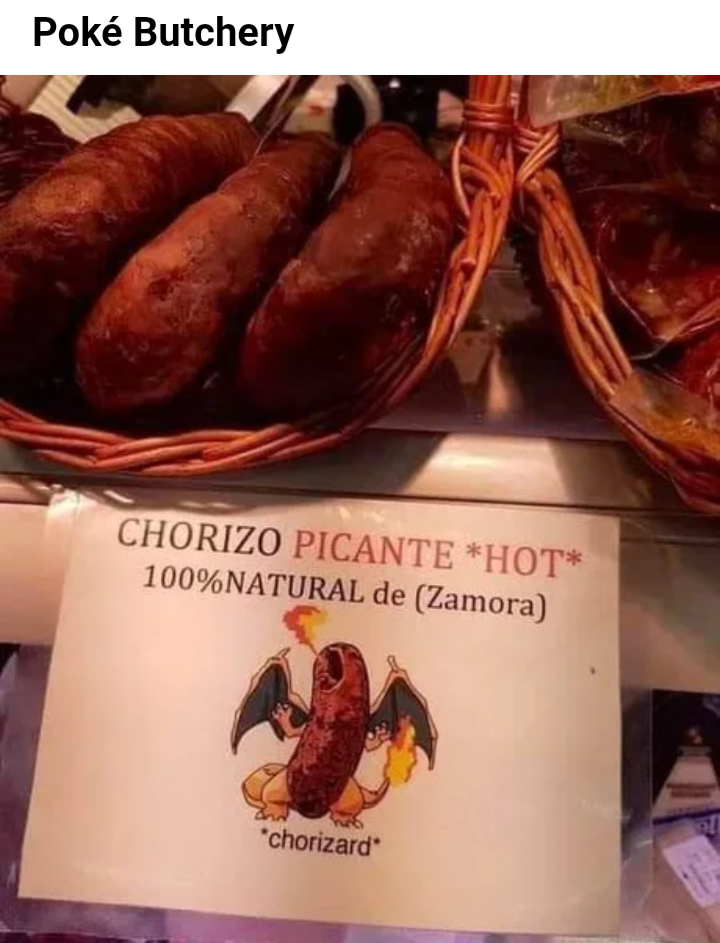 Poké Butchery
CHORIZO PICANTE *HOT*
100%NATURAL de (Zamora)
*chorizard*